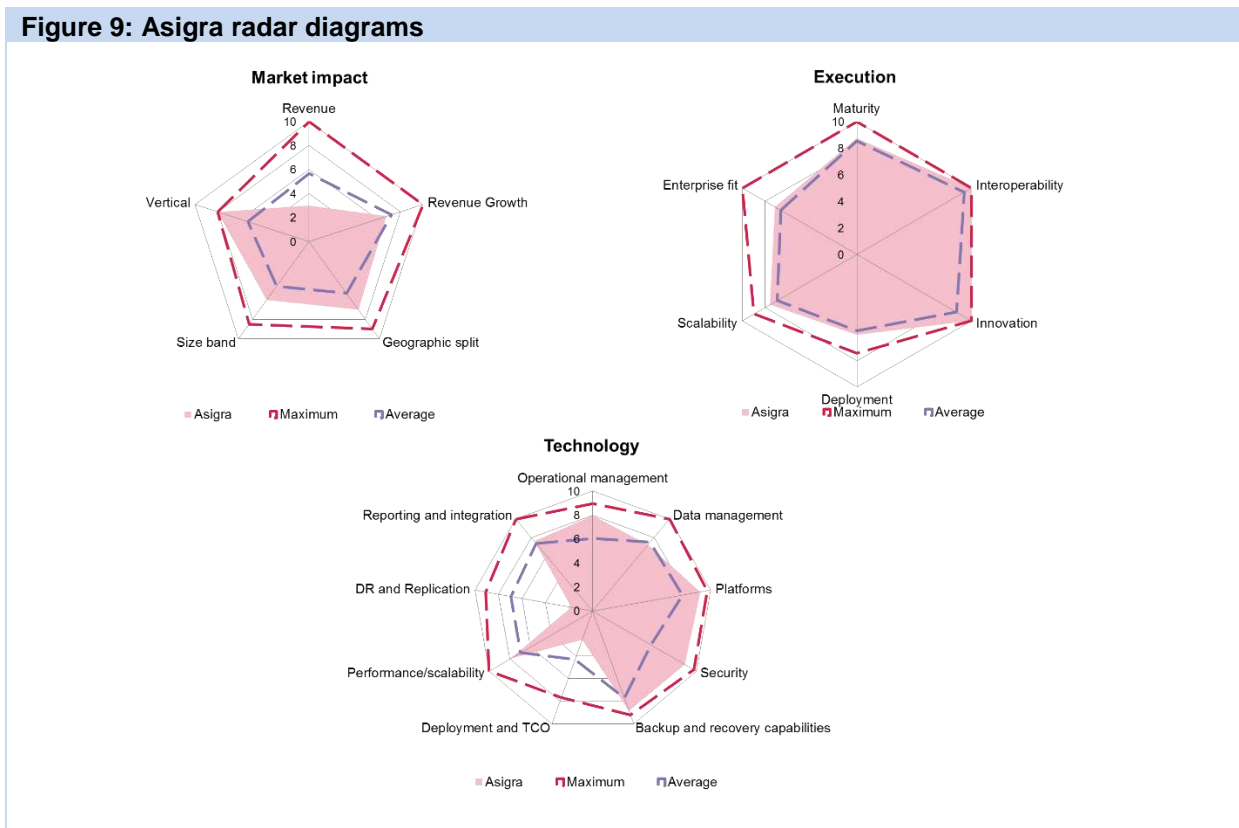 Figure 9: Asigra radar diagrams
Market impact
Revenue
10
8
6
4
2
0
Revenue Growth
Geographic split
Size band
Vertical
Asigra Maximum Average
Execution
Maturity
10
8
6
4
2
0
Interoperability
Innovation
Deployment
Scalability
Enterprise fit
Asigra Maximum Average
Technology
Operational management
10
8
6
4
2
0
Data management
Platforms
Security
Backup and recovery capabilities
Deployment and TCO
Performance/scalability
DR and Replication
Reporting and integration
Asigra Maximum Average